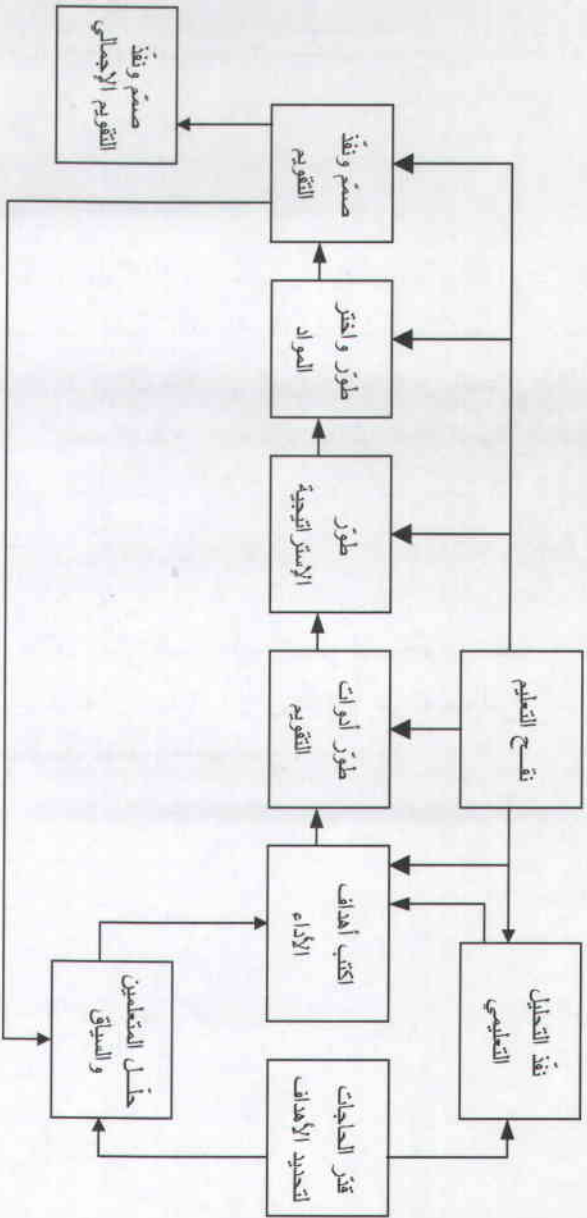 قدّر الحاجات
لتحديد الأهداف
نفّذ التحليل
التعليمي
حلّل المتعلمين
والسياق
اكتب أهداف
الأداء
نقّح التعليم
طوّر أدوات
التقويم
طوّر
الإستراتيجية
طوّر واختر
المواد
صمّم ونفّذ
التقويم
صمّم ونفّذ
التقويم الإجمالي